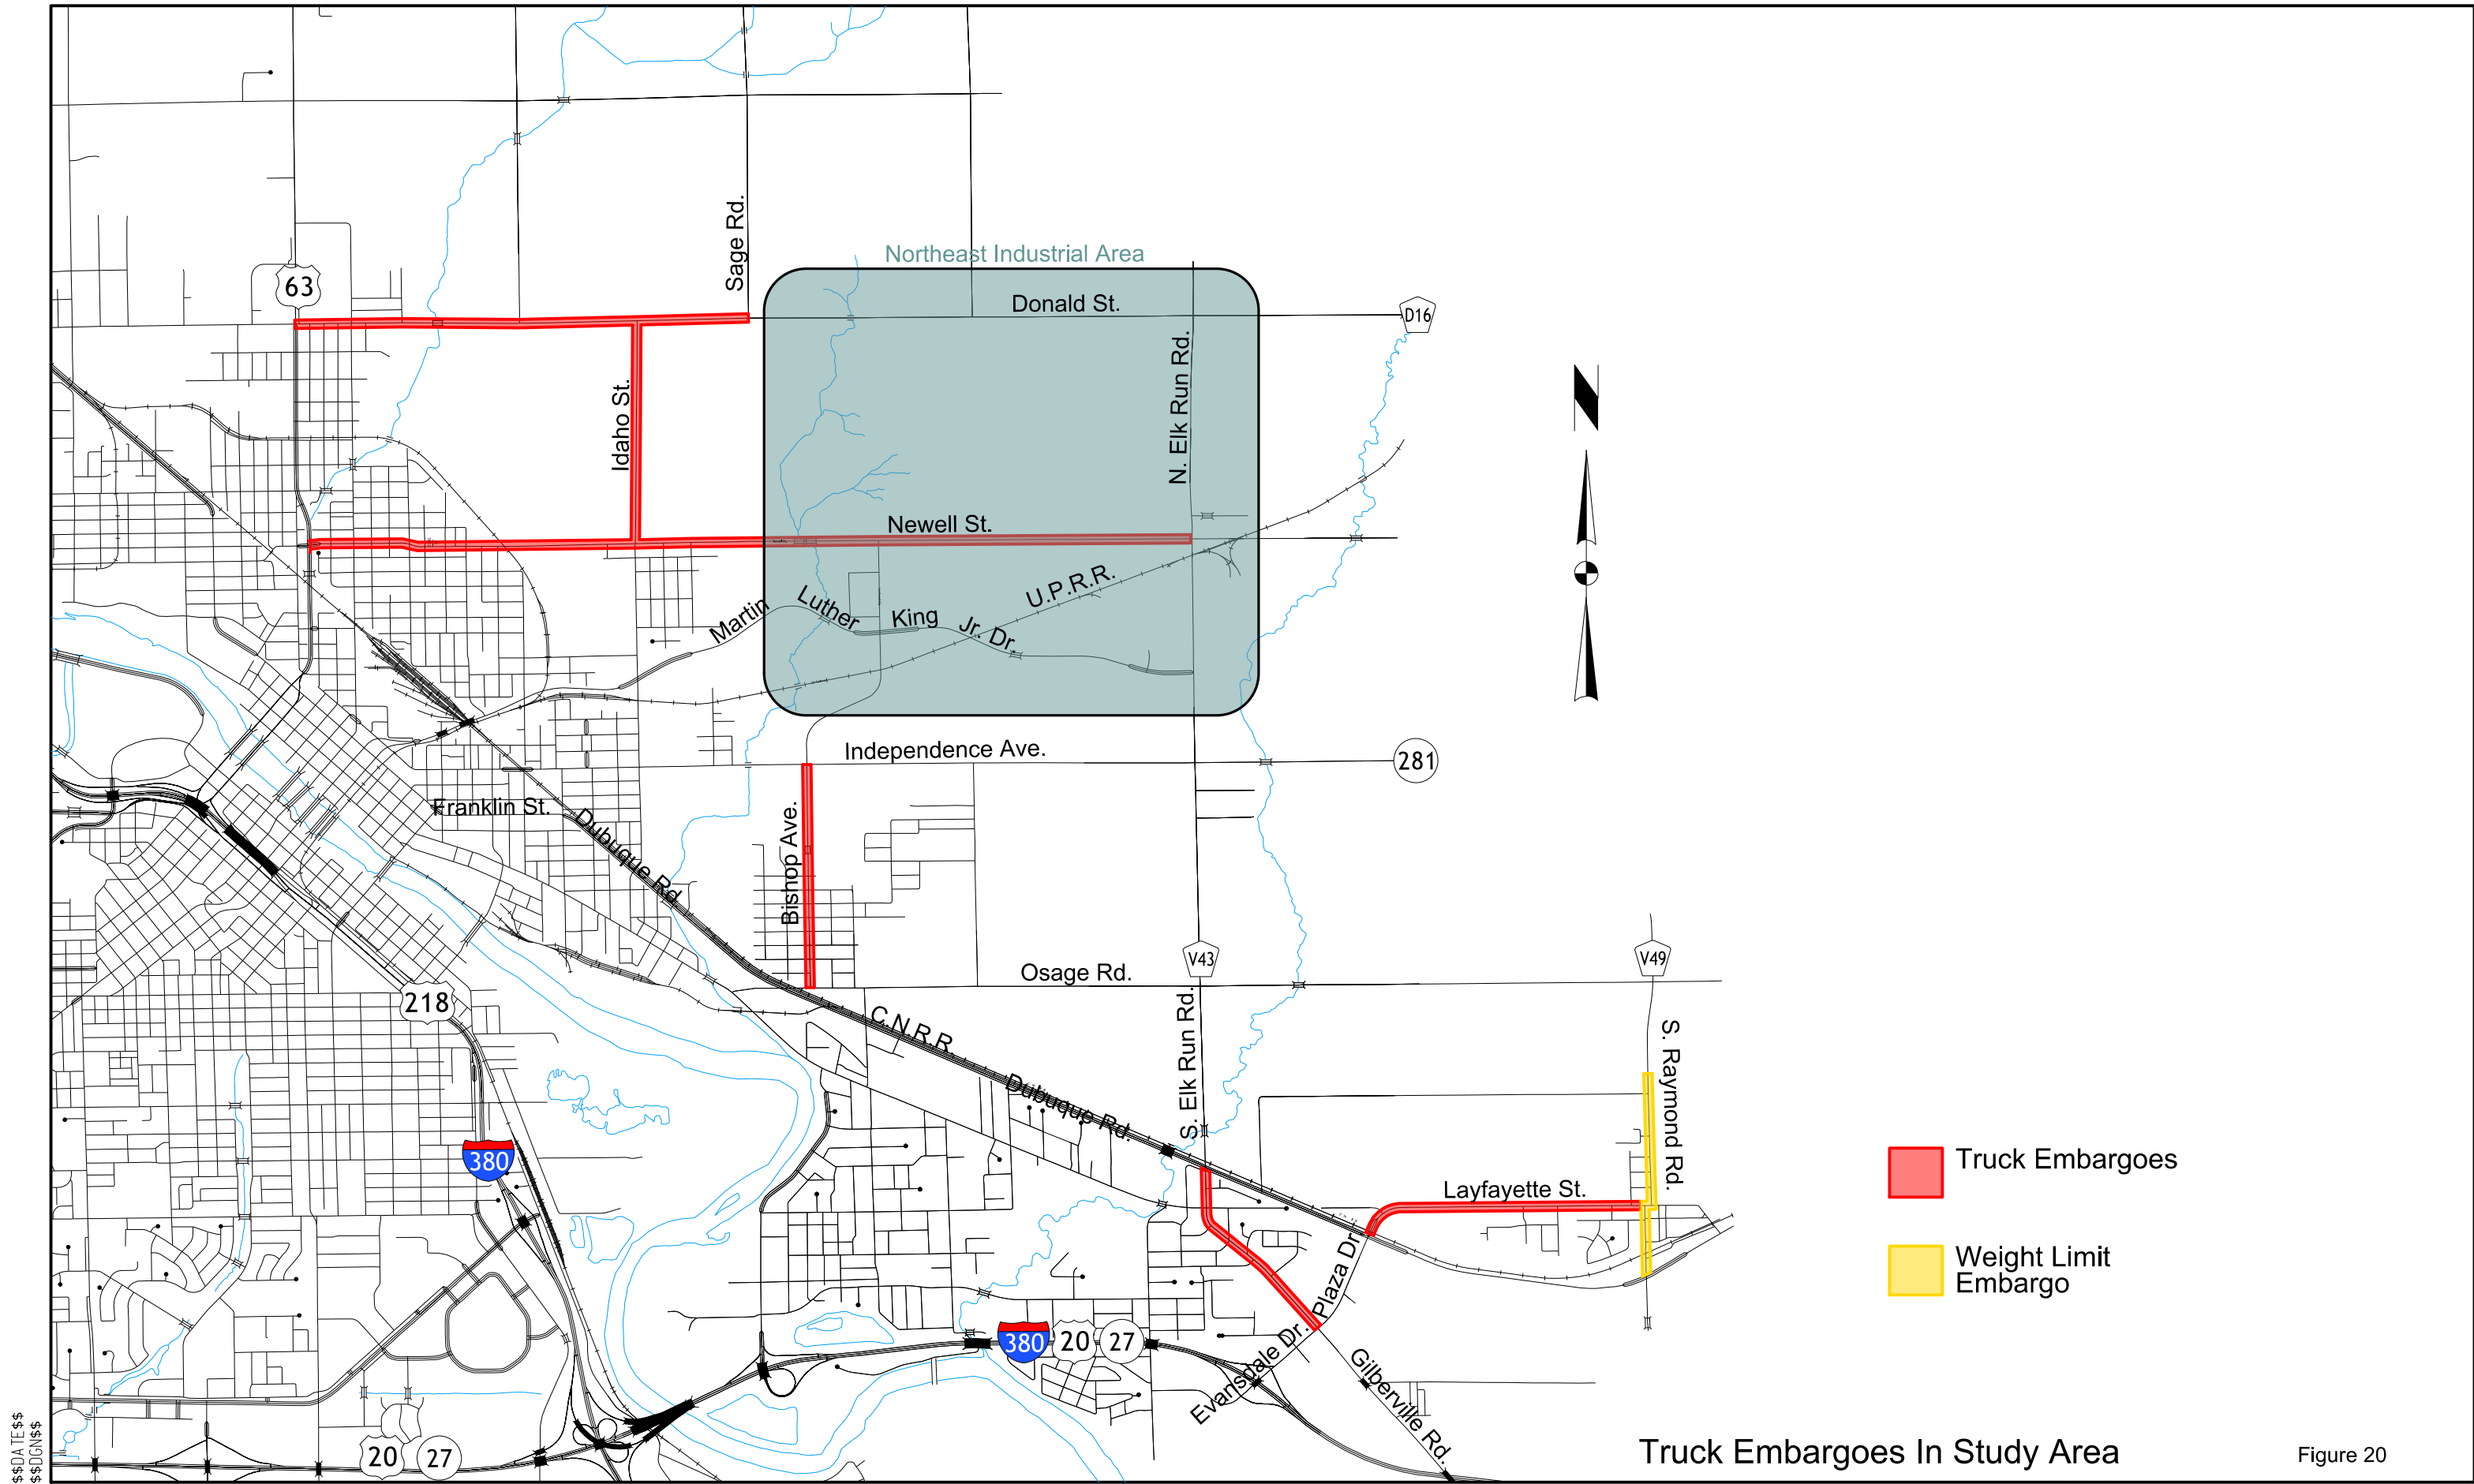 Sage Rd.
Northeast Industrial Area
63
Donald St.
D16
N. Elk Run Rd.
Idaho St.
Newell St.
U.P.R.R.
Martin Luther King Jr. Dr.
Independence Ave.
281
Franklin St.
Dubuque Rd.
Bishop Ave.
V43
V49
Osage Rd.
218
C.N.R.R.
S. Elk Run Rd.
S. Raymond Rd.
Dubuque Rd.
380
Layfayette St.
Truck Embargoes
Plaza Dr.
Weight Limit
Embargo
380
20
27
Evansdale Dr.
Gilberville Rd.
20
27
Truck Embargoes In Study Area
Figure 20
$$DATE$$
$$DGN$$
N